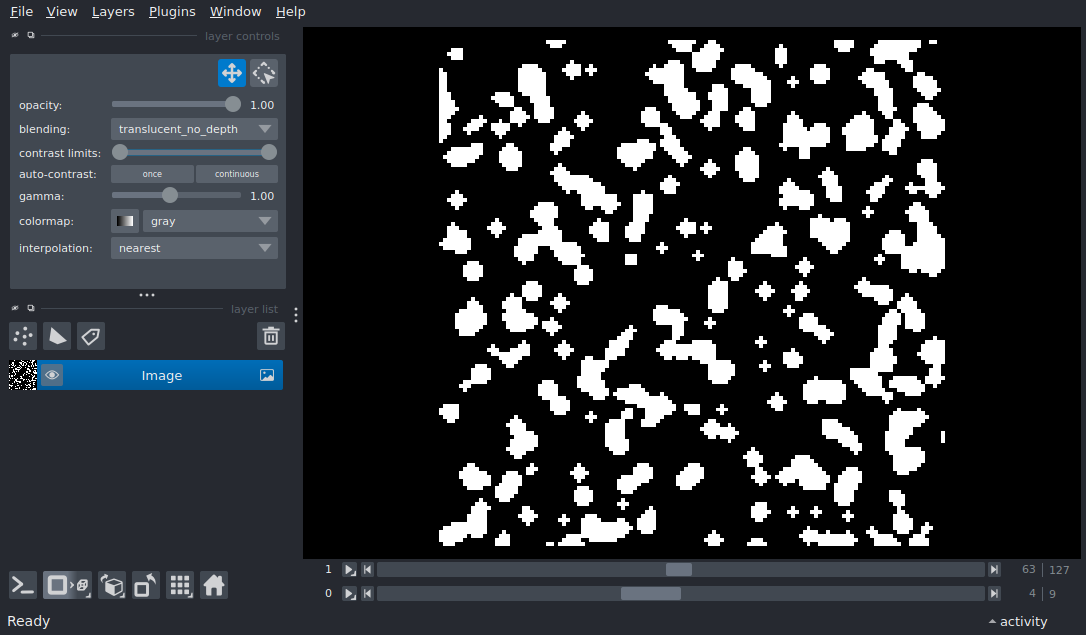 File View Layers Plugins Window Help
layer controls
opacity: 1.00
blending: translucent_no_depth
contrast limits:
auto-contrast: once continuous
gamma: 1.00
colormap: gray
interpolation: nearest
layer list
Image
1 63 127
0 4 9
Ready activity